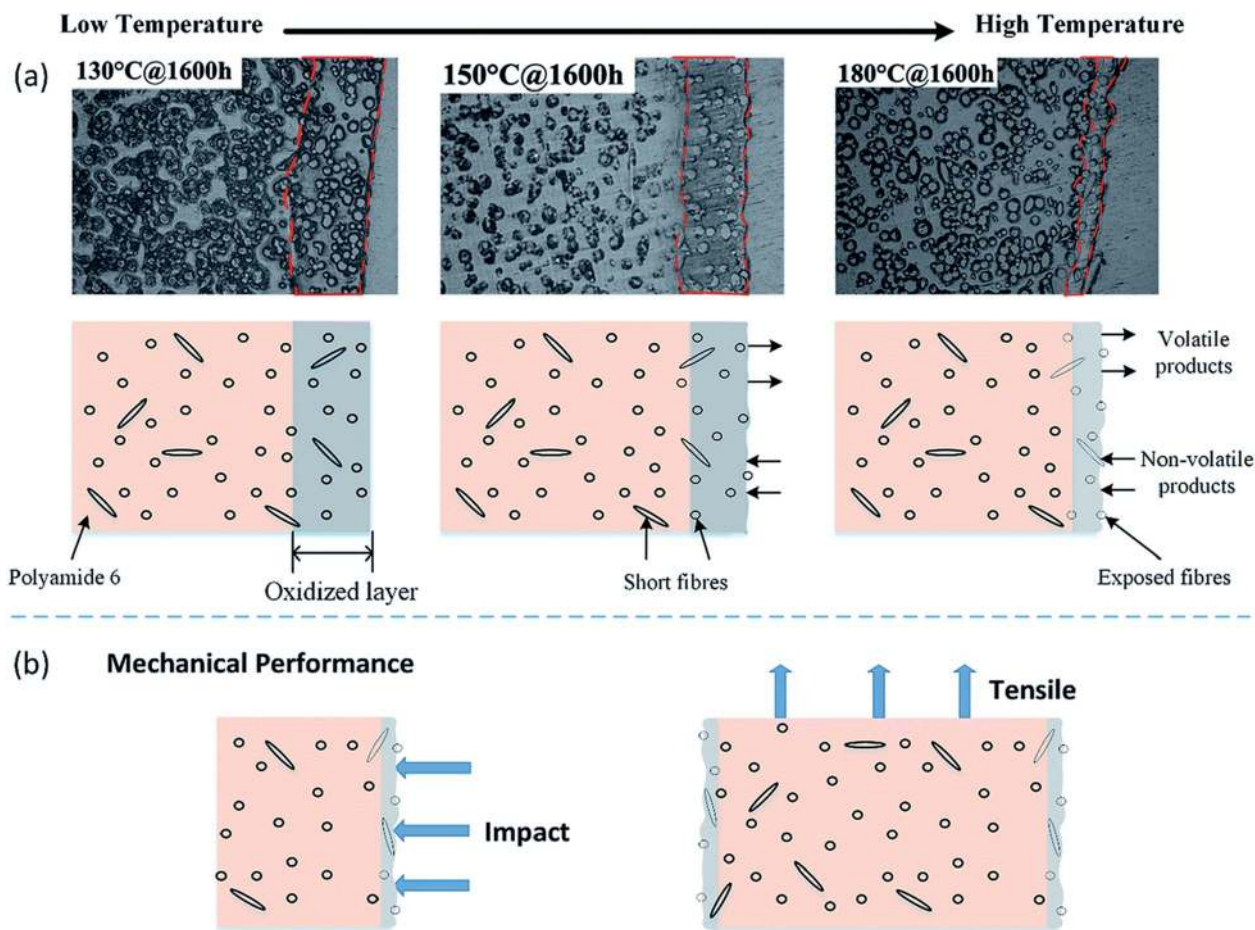 Low Temperature
High Temperature
(a)
130°C@1600h
150°C@1600h
180°C@1600h
Volatile
products
Non-volatile
products
Polyamide 6
Oxidized layer
Short fibres
Exposed fibres
(b)
Mechanical Performance
Tensile
Impact